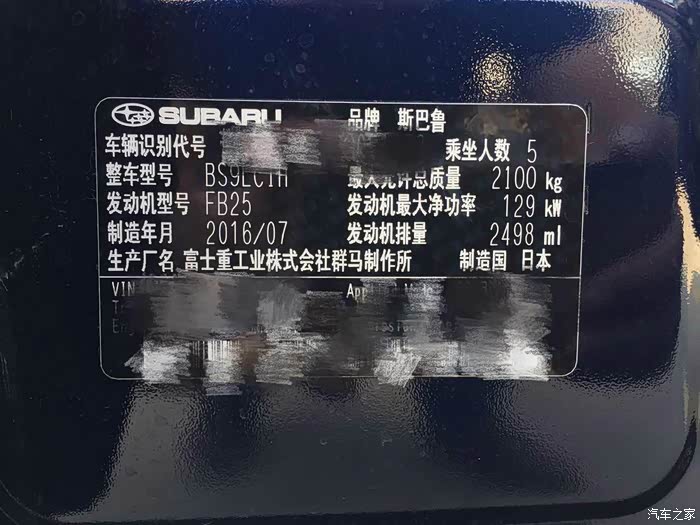 SUBARU 品牌 斯巴鲁
车辆识别代号 乘坐人数 5
整车型号 BS9LC1H 最大允许总质量 2100 kg
发动机型号 FB25 发动机最大净功率 129 kW
制造年月 2016/07 发动机排量 2498 ml
生产厂名 富士重工业株式会社群马制作所 制造国 日本
VIN
汽车之家